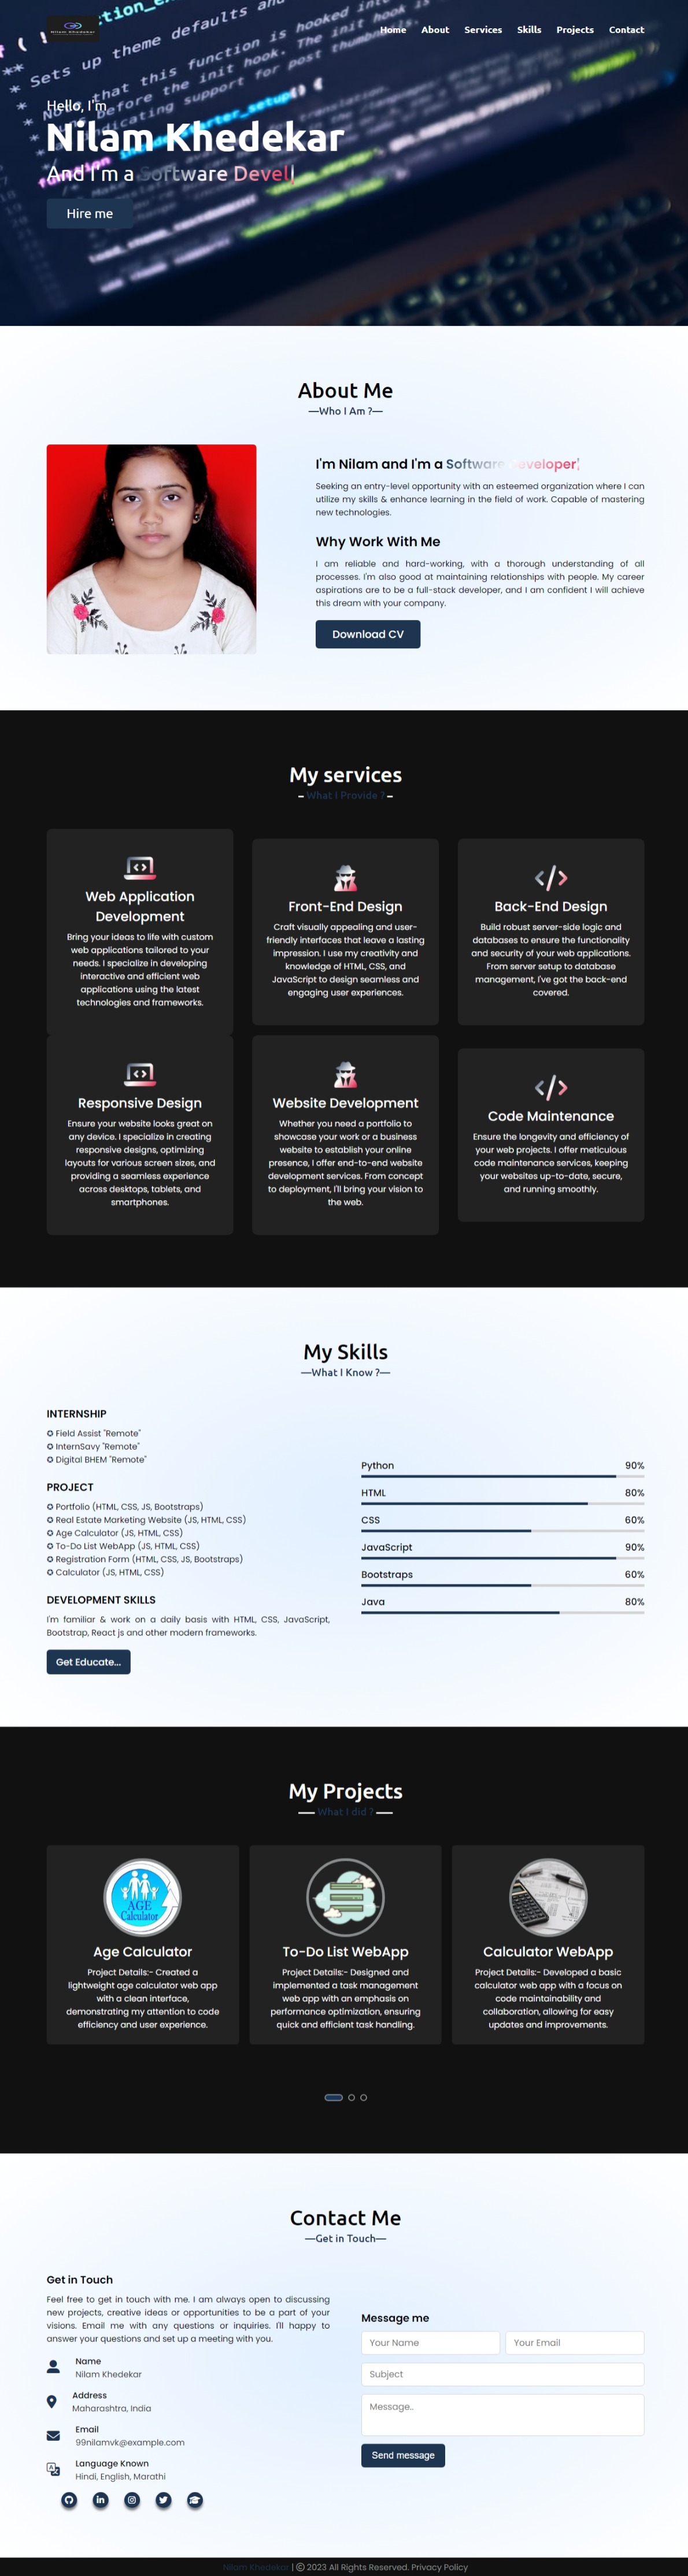 Nilam Khedekar
Home About Services Skills Projects Contact
Hello, I'm
Nilam Khedekar
And I'm a Software Devel|
Hire me
About Me
—Who I Am ?—
I'm Nilam and I'm a Software Developer
Seeking an entry-level opportunity with an esteemed organization where I can
utilize my skills & enhance learning in the field of work. Capable of mastering
new technologies.
Why Work With Me
I am reliable and hard-working, with a thorough understanding of all
processes. I'm also good at maintaining relationships with people. My career
aspirations are to be a full-stack developer, and I am confident I will achieve
this dream with your company.
Download CV
My services
– What I Provide ? –
Web Application
Development
Bring your ideas to life with custom
web applications tailored to your
needs. I specialize in developing
interactive and efficient web
applications using the latest
technologies and frameworks.
Front-End Design
Craft visually appealing and user-
friendly interfaces that leave a lasting
impression. I use my creativity and
knowledge of HTML, CSS, and
JavaScript to design seamless and
engaging user experiences.
Back-End Design
Build robust server-side logic and
databases to ensure the functionality
and security of your web applications.
From server setup to database
management, I've got the back-end
covered.
Responsive Design
Ensure your website looks great on
any device. I specialize in creating
responsive designs, optimizing
layouts for various screen sizes, and
providing a seamless experience
across desktops, tablets, and
smartphones.
Website Development
Whether you need a portfolio to
showcase your work or a business
website to establish your online
presence, I offer end-to-end website
development services. From concept
to deployment, I'll bring your vision to
the web.
Code Maintenance
Ensure the longevity and efficiency of
your web projects. I offer meticulous
code maintenance services, keeping
your websites up-to-date, secure,
and running smoothly.
My Skills
—What I Know ?—
INTERNSHIP
✪ Field Assist "Remote"
✪ InternSavy "Remote"
✪ Digital BHEM "Remote"
PROJECT
✪ Portfolio (HTML, CSS, JS, Bootstraps)
✪ Real Estate Marketing Website (JS, HTML, CSS)
✪ Age Calculator (JS, HTML, CSS)
✪ To-Do List WebApp (JS, HTML, CSS)
✪ Registration Form (HTML, CSS, JS, Bootstraps)
✪ Calculator (JS, HTML, CSS)
DEVELOPMENT SKILLS
I'm familiar & work on a daily basis with HTML, CSS, JavaScript,
Bootstrap, React js and other modern frameworks.
Get Educate...
Python 90%
HTML 80%
CSS 60%
JavaScript 90%
Bootstraps 60%
Java 80%
My Projects
— What I did ? —
AGE
Calculator
Age Calculator
Project Details:- Created a
lightweight age calculator web app
with a clean interface,
demonstrating my attention to code
efficiency and user experience.
To-Do List WebApp
Project Details:- Designed and
implemented a task management
web app with an emphasis on
performance optimization, ensuring
quick and efficient task handling.
Calculator WebApp
Project Details:- Developed a basic
calculator web app with a focus on
code maintainability and
collaboration, allowing for easy
updates and improvements.
Contact Me
—Get in Touch—
Get in Touch
Feel free to get in touch with me. I am always open to discussing
new projects, creative ideas or opportunities to be a part of your
visions. Email me with any questions or inquiries. I'll happy to
answer your questions and set up a meeting with you.
Name
Nilam Khedekar
Address
Maharashtra, India
Email
99nilamvk@example.com
Language Known
Hindi, English, Marathi
Message me
Your Name
Your Email
Subject
Message..
Send message
Nilam Khedekar | © 2023 All Rights Reserved. Privacy Policy